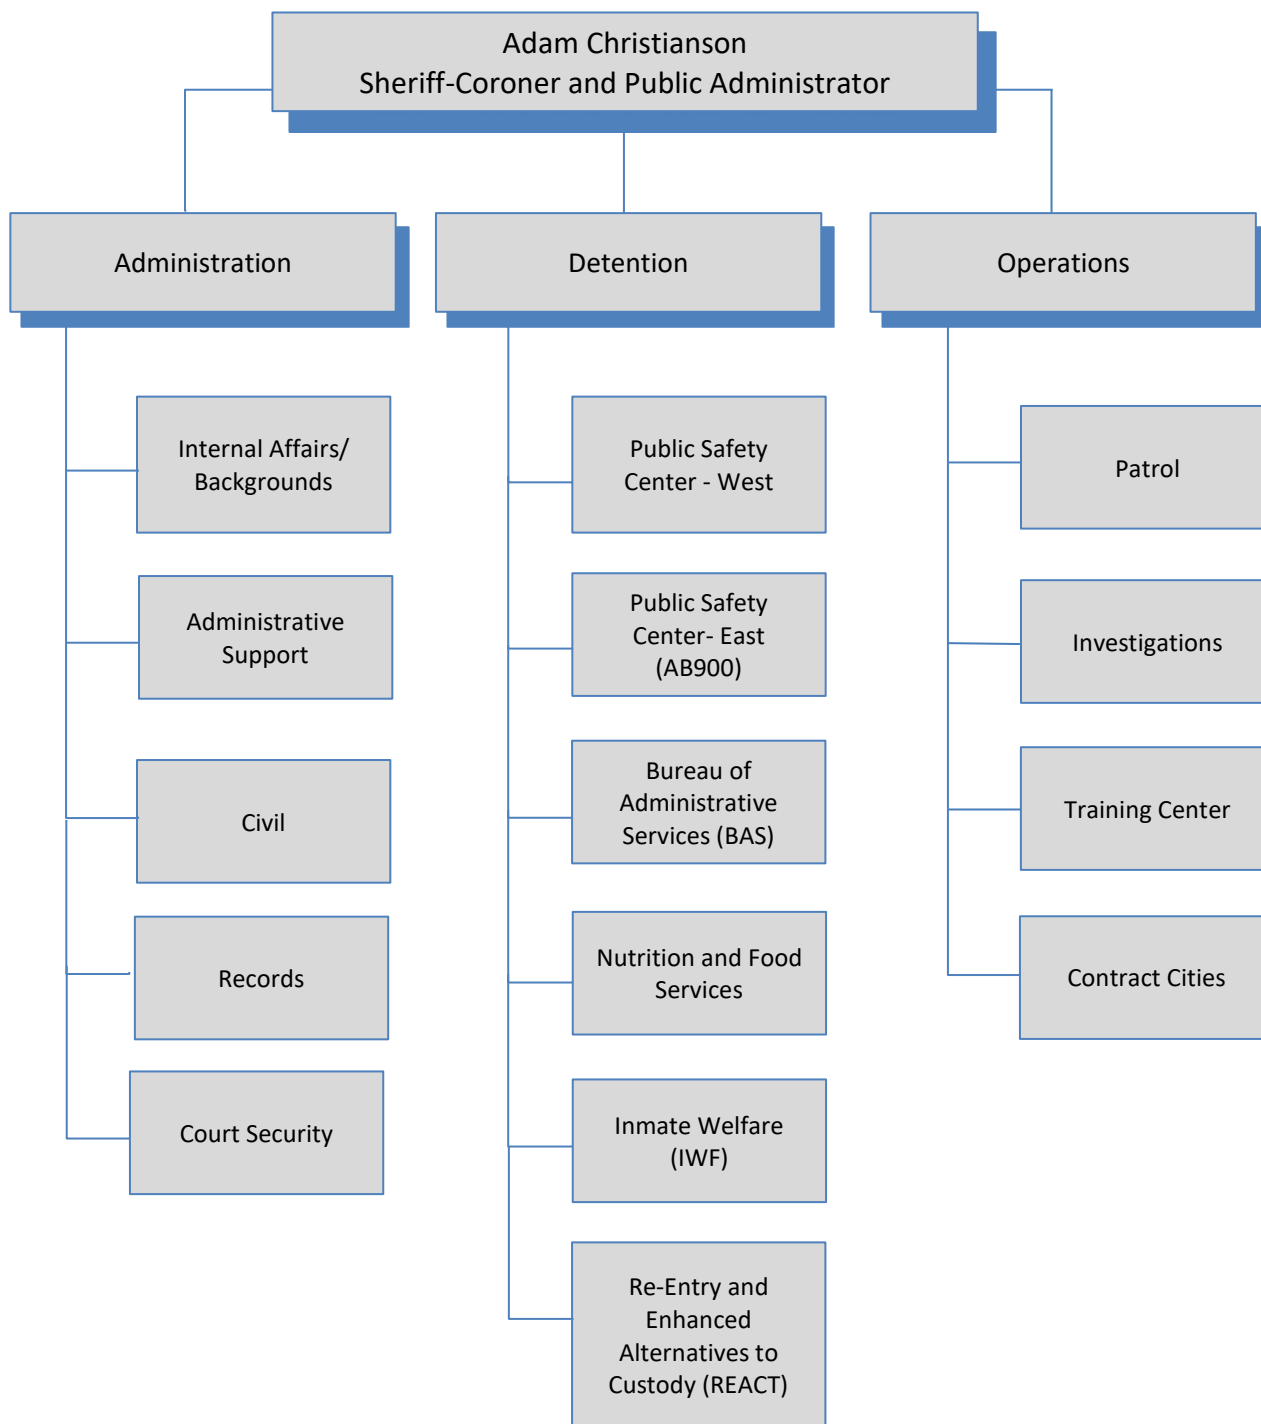 Adam Christianson
Sheriff-Coroner and Public Administrator
Administration
Detention
Operations
Internal Affairs/
Backgrounds
Administrative
Support
Civil
Records
Court Security
Public Safety
Center - West
Public Safety
Center- East
(AB900)
Bureau of
Administrative
Services (BAS)
Nutrition and Food
Services
Inmate Welfare
(IWF)
Re-Entry and
Enhanced
Alternatives to
Custody (REACT)
Patrol
Investigations
Training Center
Contract Cities